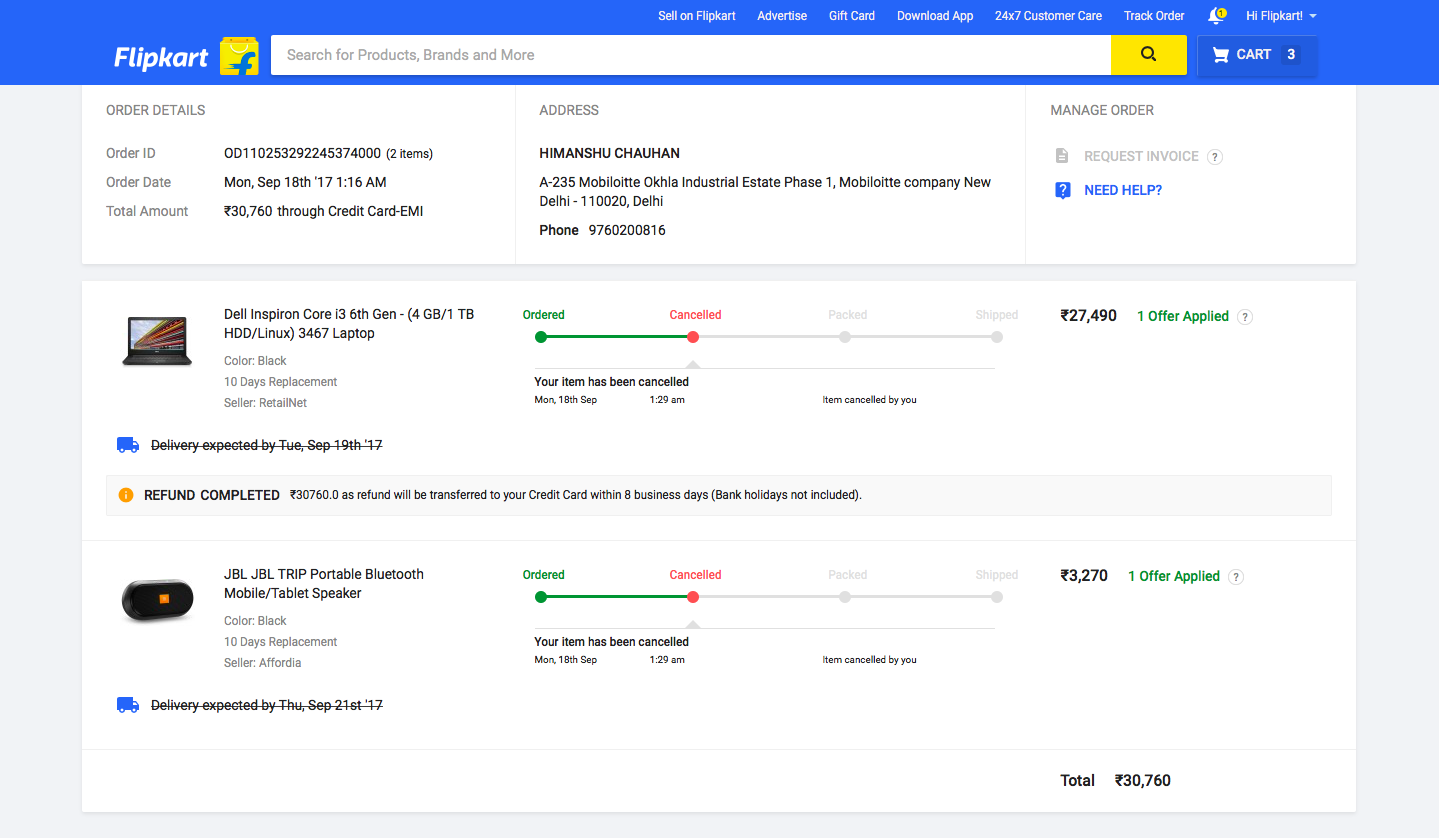 Sell on Flipkart Advertise Gift Card Download App 24x7 Customer Care Track Order 1 Hi Flipkart!
Flipkart f Search for Products, Brands and More CART 3
ORDER DETAILS
Order ID OD110253292245374000 (2 items)
Order Date Mon, Sep 18th '17 1:16 AM
Total Amount ₹30,760 through Credit Card-EMI
ADDRESS
HIMANSHU CHAUHAN
A-235 Mobiloitte Okhla Industrial Estate Phase 1, Mobiloitte company New
Delhi - 110020, Delhi
Phone 9760200816
MANAGE ORDER
REQUEST INVOICE ?
? NEED HELP?
Dell Inspiron Core i3 6th Gen - (4 GB/1 TB
HDD/Linux) 3467 Laptop
Color: Black
10 Days Replacement
Seller: RetailNet
Ordered Cancelled Packed Shipped
Your item has been cancelled
Mon, 18th Sep 1:29 am Item cancelled by you
₹27,490 1 Offer Applied ?
Delivery expected by Tue, Sep 19th '17
i REFUND COMPLETED ₹30760.0 as refund will be transferred to your Credit Card within 8 business days (Bank holidays not included).
JBL JBL TRIP Portable Bluetooth
Mobile/Tablet Speaker
Color: Black
10 Days Replacement
Seller: Affordia
Ordered Cancelled Packed Shipped
Your item has been cancelled
Mon, 18th Sep 1:29 am Item cancelled by you
₹3,270 1 Offer Applied ?
Delivery expected by Thu, Sep 21st '17
Total ₹30,760